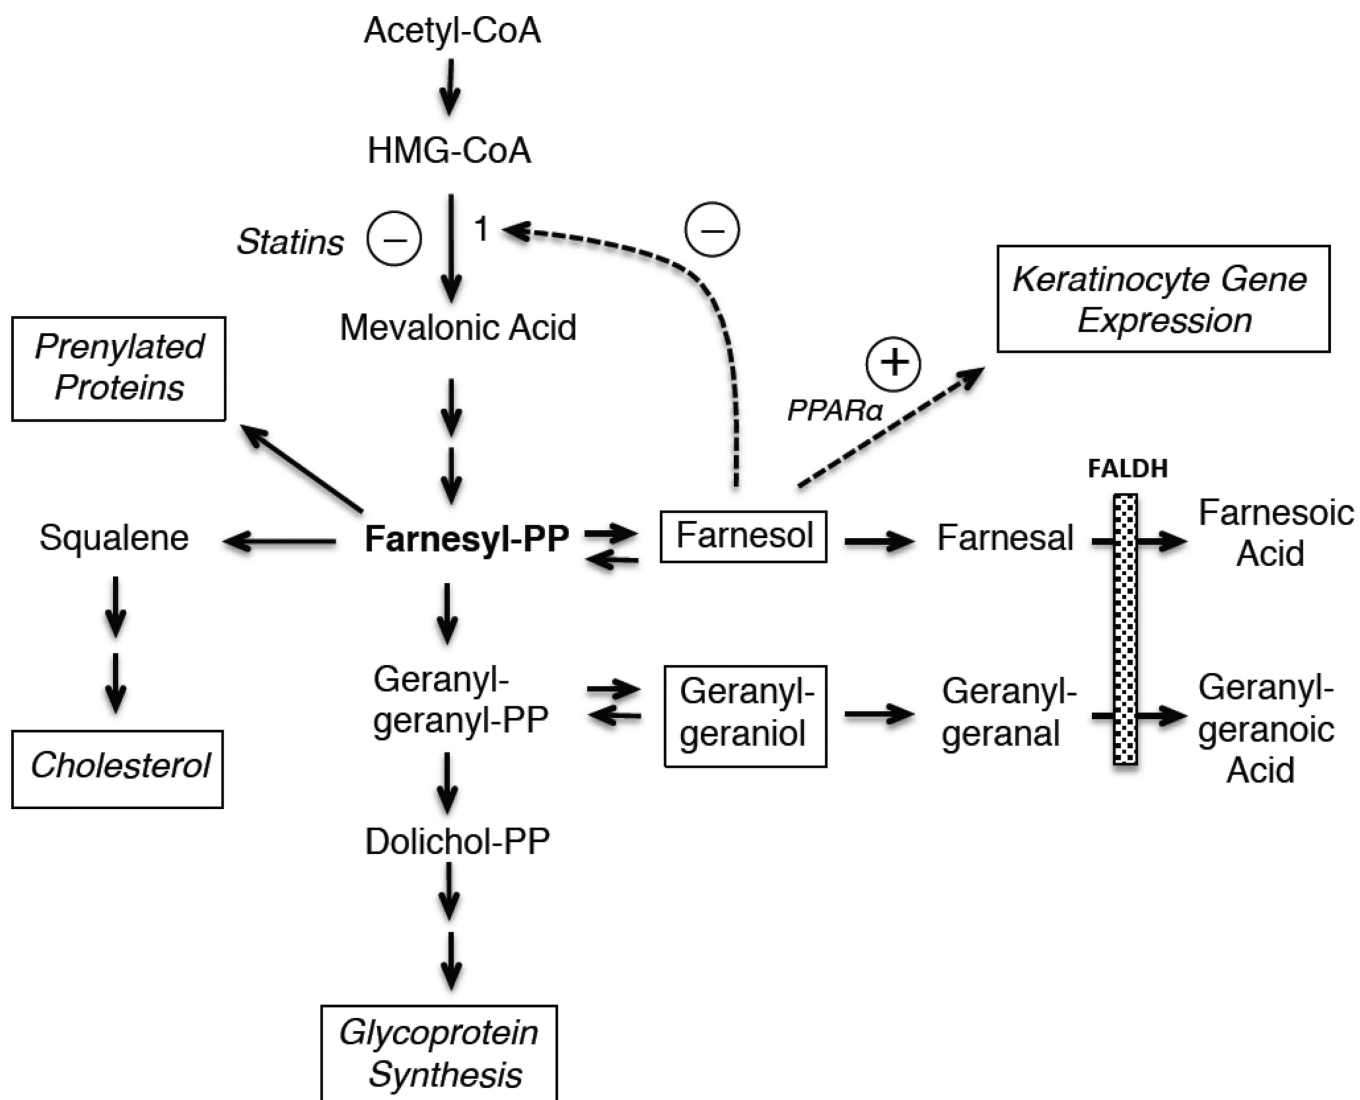 Acetyl-CoA
HMG-CoA
Statins
−
1
−
Mevalonic Acid
Keratinocyte Gene
Expression
Prenylated
Proteins
+
PPARα
FALDH
Squalene
Farnesyl-PP
Farnesol
Farnesal
Farnesoic
Acid
Geranyl-
geranyl-PP
Geranyl-
geraniol
Geranyl-
geranal
Geranyl-
geranoic
Acid
Cholesterol
Dolichol-PP
Glycoprotein
Synthesis